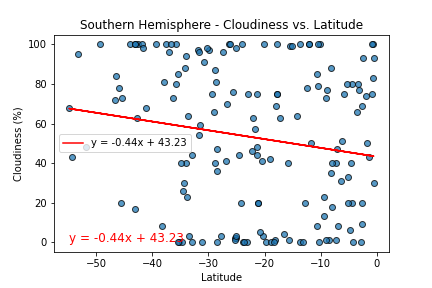 Southern Hemisphere - Cloudiness vs. Latitude
100
80
60
40
20
0
Cloudiness (%)
y = -0.44x + 43.23
y = -0.44x + 43.23
−50
−40
−30
−20
−10
0
Latitude